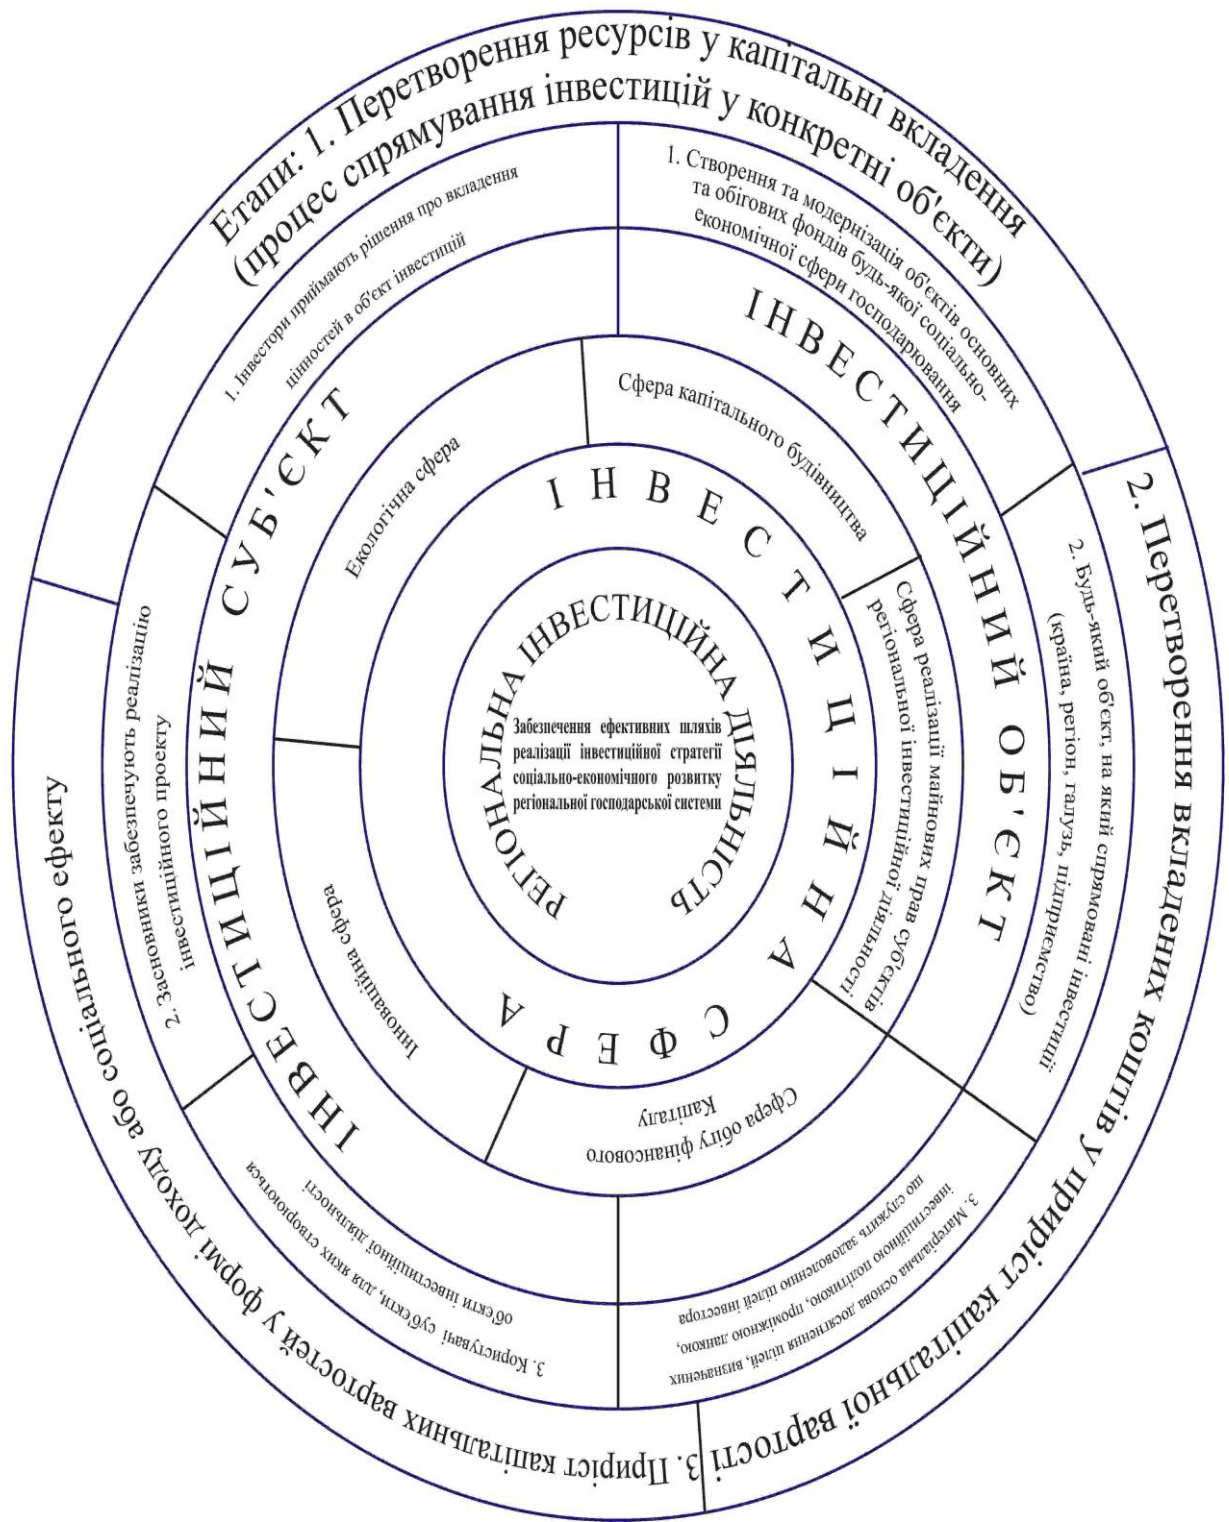 Етапи: 1. Перетворення ресурсів у капітальні вкладення
(процес спрямування інвестицій у конкретні об'єкти)
2. Перетворення вкладених коштів у приріст капітальної вартості
3. Приріст капітальних вартостей у формі доходу або соціального ефекту
1. Інвестори приймають рішення про вкладення
цінностей в об'єкт інвестицій
2. Засновники забезпечують реалізацію
інвестиційного проекту
3. Користувачі суб'єкти, для яких створюються
об'єкти інвестиційної діяльності
1. Створення та модернізація об'єктів основних
та обігових фондів будь-якої соціально-
економічної сфери господарювання
2. Будь-який об'єкт, на який спрямовані інвестиції
(країна, регіон, галузь, підприємство)
3. Матеріальна основа досягнення цілей, визначених
інвестиційною політикою, проміжною ланкою,
що служить задоволенню цілей інвестора
ІНВЕСТИЦІЙНИЙ СУБ'ЄКТ
ІНВЕСТИЦІЙНИЙ ОБ'ЄКТ
Екологічна сфера
Сфера капітального будівництва
Сфера реалізації майнових прав суб'єктів
регіональної інвестиційної діяльності
Сфера обігу фінансового
Капіталу
Інноваційна сфера
ІНВЕСТИЦІЙНА СФЕРА
РЕГІОНАЛЬНА ІНВЕСТИЦІЙНА ДІЯЛЬНІСТЬ
Забезпечення ефективних шляхів
реалізації інвестиційної стратегії
соціально-економічного розвитку
регіональної господарської системи